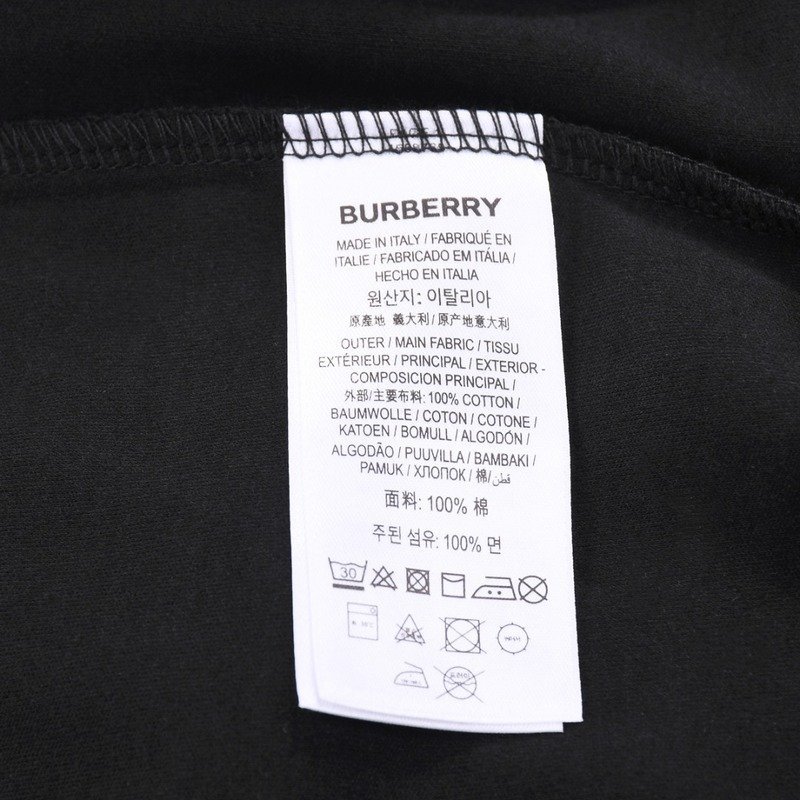 BURBERRY
MADE IN ITALY / FABRIQUÉ EN
ITALIE / FABRICADO EM ITÁLIA /
HECHO EN ITALIA
원산지: 이탈리아
原產地 義大利 / 原产地意大利
OUTER / MAIN FABRIC / TISSU
EXTÉRIEUR / PRINCIPAL / EXTERIOR -
COMPOSICION PRINCIPAL /
外部/主要布料: 100% COTTON /
BAUMWOLLE / COTON / COTONE /
KATOEN / BOMULL / ALGODÓN /
ALGODÃO / PUUVILLA / BAMBAKI /
PAMUK / ХЛОПОК / 棉/قطن
面料: 100% 棉
주된 섬유: 100% 면
30